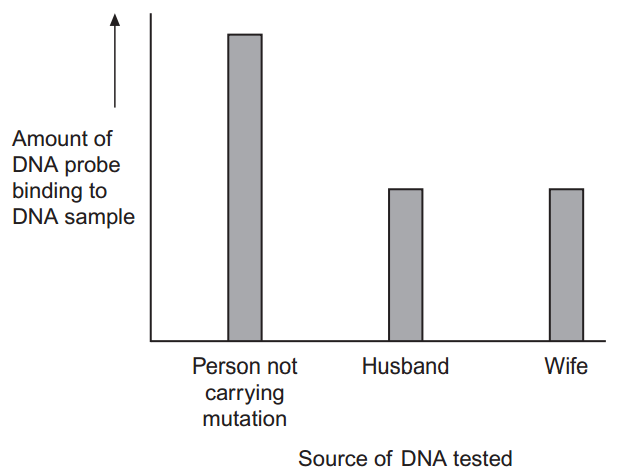 Amount of
DNA probe
binding to
DNA sample
Person not
carrying
mutation
Husband
Wife
Source of DNA tested